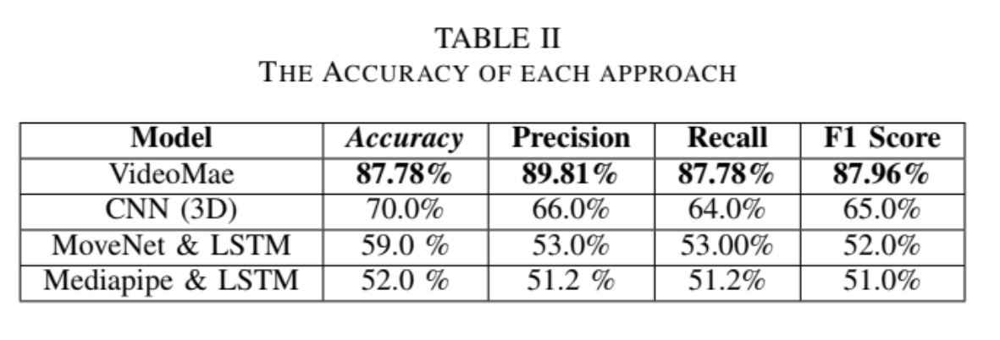 TABLE II
THE ACCURACY OF EACH APPROACH
Model Accuracy Precision Recall F1 Score
VideoMae 87.78% 89.81% 87.78% 87.96%
CNN (3D) 70.0% 66.0% 64.0% 65.0%
MoveNet & LSTM 59.0 % 53.0% 53.00% 52.0%
Mediapipe & LSTM 52.0 % 51.2 % 51.2% 51.0%